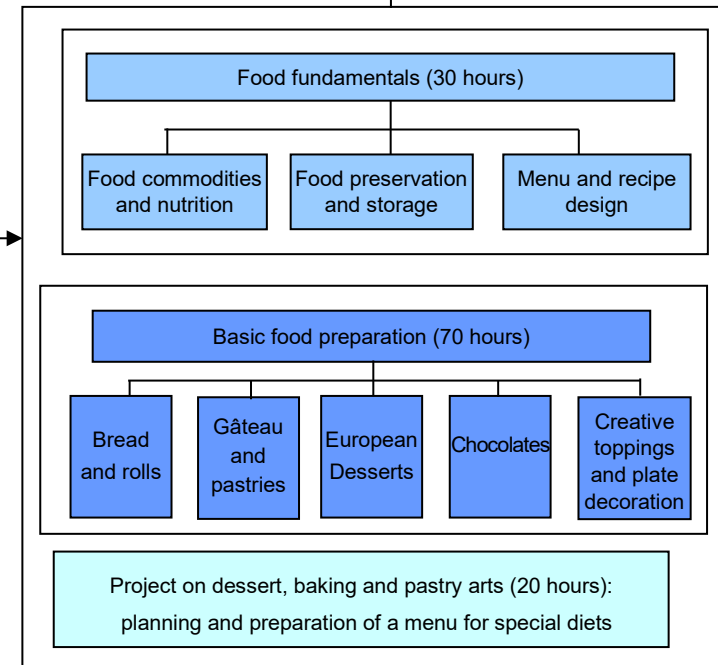 Food fundamentals (30 hours)
Food commodities
and nutrition
Food preservation
and storage
Menu and recipe
design
Basic food preparation (70 hours)
Bread
and rolls
Gâteau
and
pastries
European
Desserts
Chocolates
Creative
toppings
and plate
decoration
Project on dessert, baking and pastry arts (20 hours):
planning and preparation of a menu for special diets